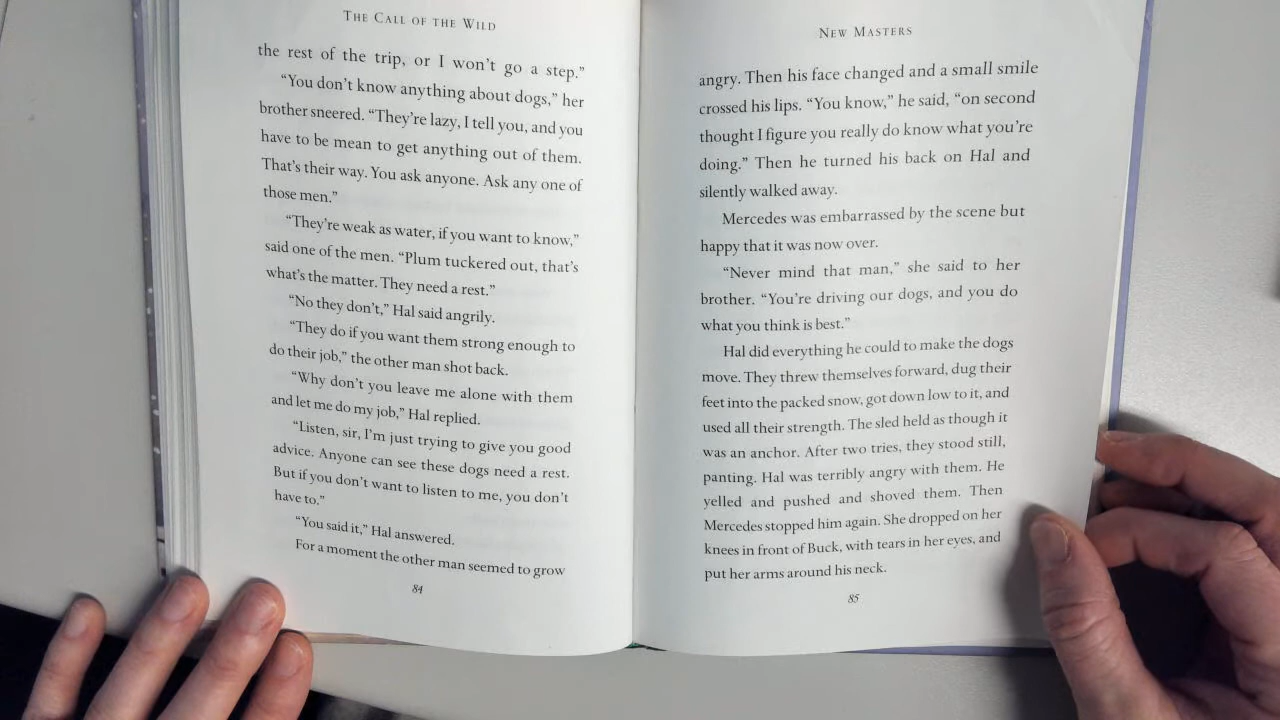 THE CALL OF THE WILD
the rest of the trip, or I won't go a step."
"You don't know anything about dogs," her
brother sneered. "They're lazy, I tell you, and you
have to be mean to get anything out of them.
That's their way. You ask anyone. Ask any one of
those men."
"They're weak as water, if you want to know,"
said one of the men. "Plum tuckered out, that's
what's the matter. They need a rest."
"No they don't," Hal said angrily.
"They do if you want them strong enough to
do their job," the other man shot back.
"Why don't you leave me alone with them
and let me do my job," Hal replied.
"Listen, sir, I'm just trying to give you good
advice. Anyone can see these dogs need a rest.
But if you don't want to listen to me, you don't
have to."
"You said it," Hal answered.
For a moment the other man seemed to grow
84
NEW MASTERS
angry. Then his face changed and a small smile
crossed his lips. "You know," he said, "on second
thought I figure you really do know what you're
doing." Then he turned his back on Hal and
silently walked away.
Mercedes was embarrassed by the scene but
happy that it was now over.
"Never mind that man," she said to her
brother. "You're driving our dogs, and you do
what you think is best."
Hal did everything he could to make the dogs
move. They threw themselves forward, dug their
feet into the packed snow, got down low to it, and
used all their strength. The sled held as though it
was an anchor. After two tries, they stood still,
panting. Hal was terribly angry with them. He
yelled and pushed and shoved them. Then
Mercedes stopped him again. She dropped on her
knees in front of Buck, with tears in her eyes, and
put her arms around his neck.
85